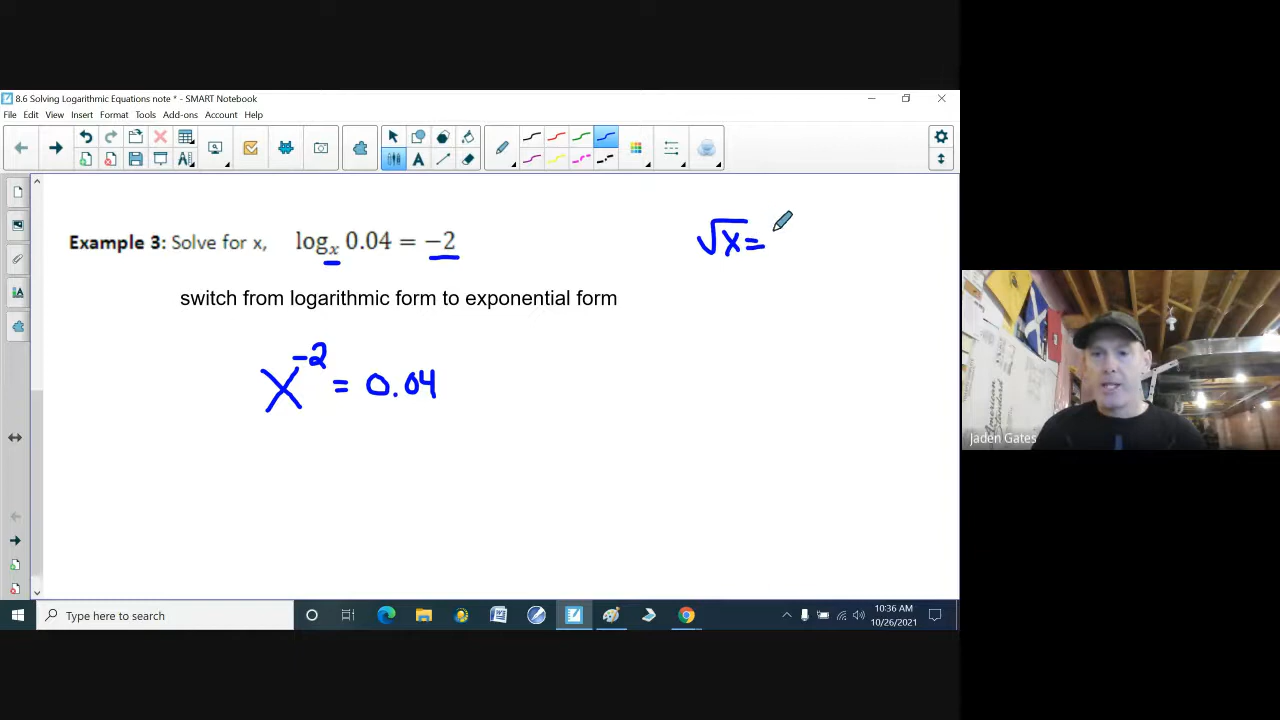 8.6 Solving Logarithmic Equations note * - SMART Notebook
File Edit View Insert Format Tools Add-ons Account Help
Example 3: Solve for x, logₓ 0.04 = −2
√x =
switch from logarithmic form to exponential form
x⁻² = 0.04
Jaden Gates
Type here to search
10:36 AM
10/26/2021